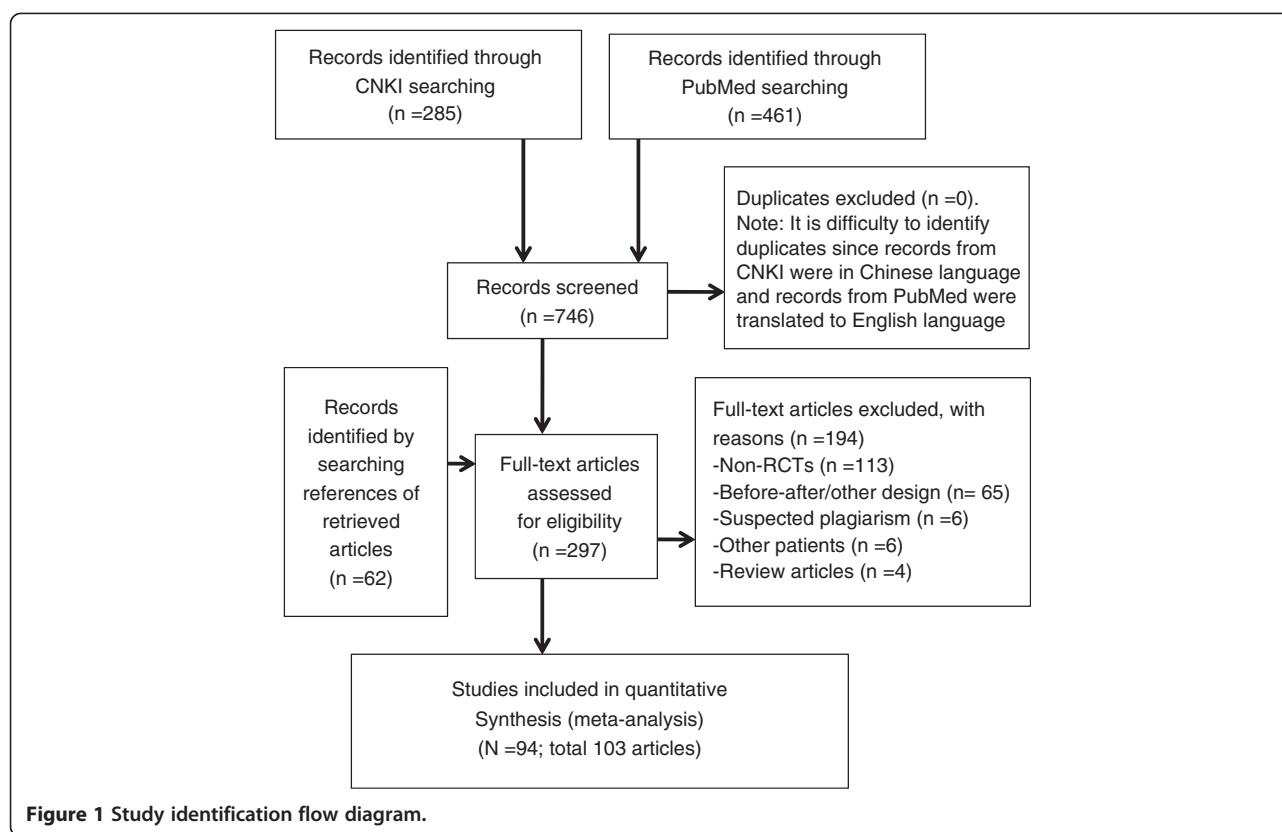 Records identified through
CNKI searching
(n =285)
Records identified through
PubMed searching
(n =461)
Duplicates excluded (n =0).
Note: It is difficulty to identify
duplicates since records from
CNKI were in Chinese language
and records from PubMed were
translated to English language
Records screened
(n =746)
Records
identified by
searching
references of
retrieved
articles
(n =62)
Full-text articles
assessed
for eligibility
(n =297)
Full-text articles excluded, with
reasons (n =194)
-Non-RCTs (n =113)
-Before-after/other design (n= 65)
-Suspected plagiarism (n =6)
-Other patients (n =6)
-Review articles (n =4)
Studies included in quantitative
Synthesis (meta-analysis)
(N =94; total 103 articles)
Figure 1 Study identification flow diagram.